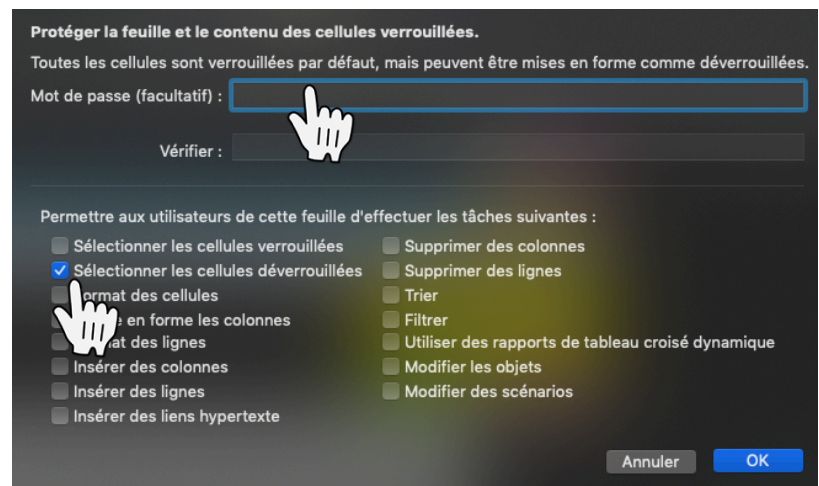 Protéger la feuille et le contenu des cellules verrouillées.
Toutes les cellules sont verrouillées par défaut, mais peuvent être mises en forme comme déverrouillées.
Mot de passe (facultatif) :
Vérifier :
Permettre aux utilisateurs de cette feuille d'effectuer les tâches suivantes :
Sélectionner les cellules verrouillées
Sélectionner les cellules déverrouillées
des cellules
en forme les colonnes
des lignes
Insérer des colonnes
Insérer des lignes
Insérer des liens hypertexte
Supprimer des colonnes
Supprimer des lignes
Trier
Filtrer
Utiliser des rapports de tableau croisé dynamique
Modifier les objets
Modifier des scénarios
Annuler
OK